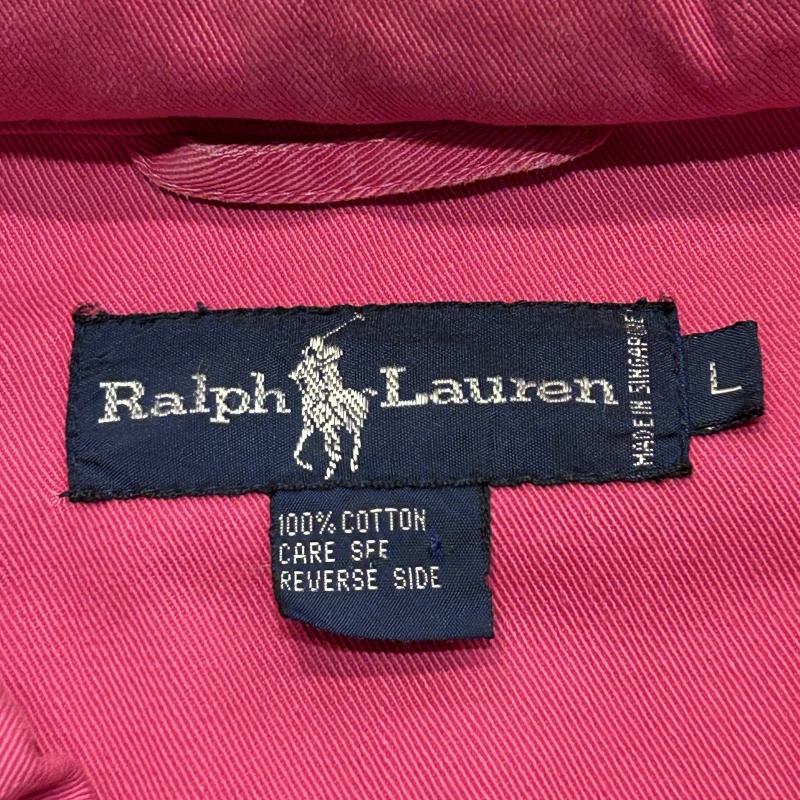 Ralph Lauren
MADE IN SINGAPORE
L
100% COTTON
CARE SEE
REVERSE SIDE